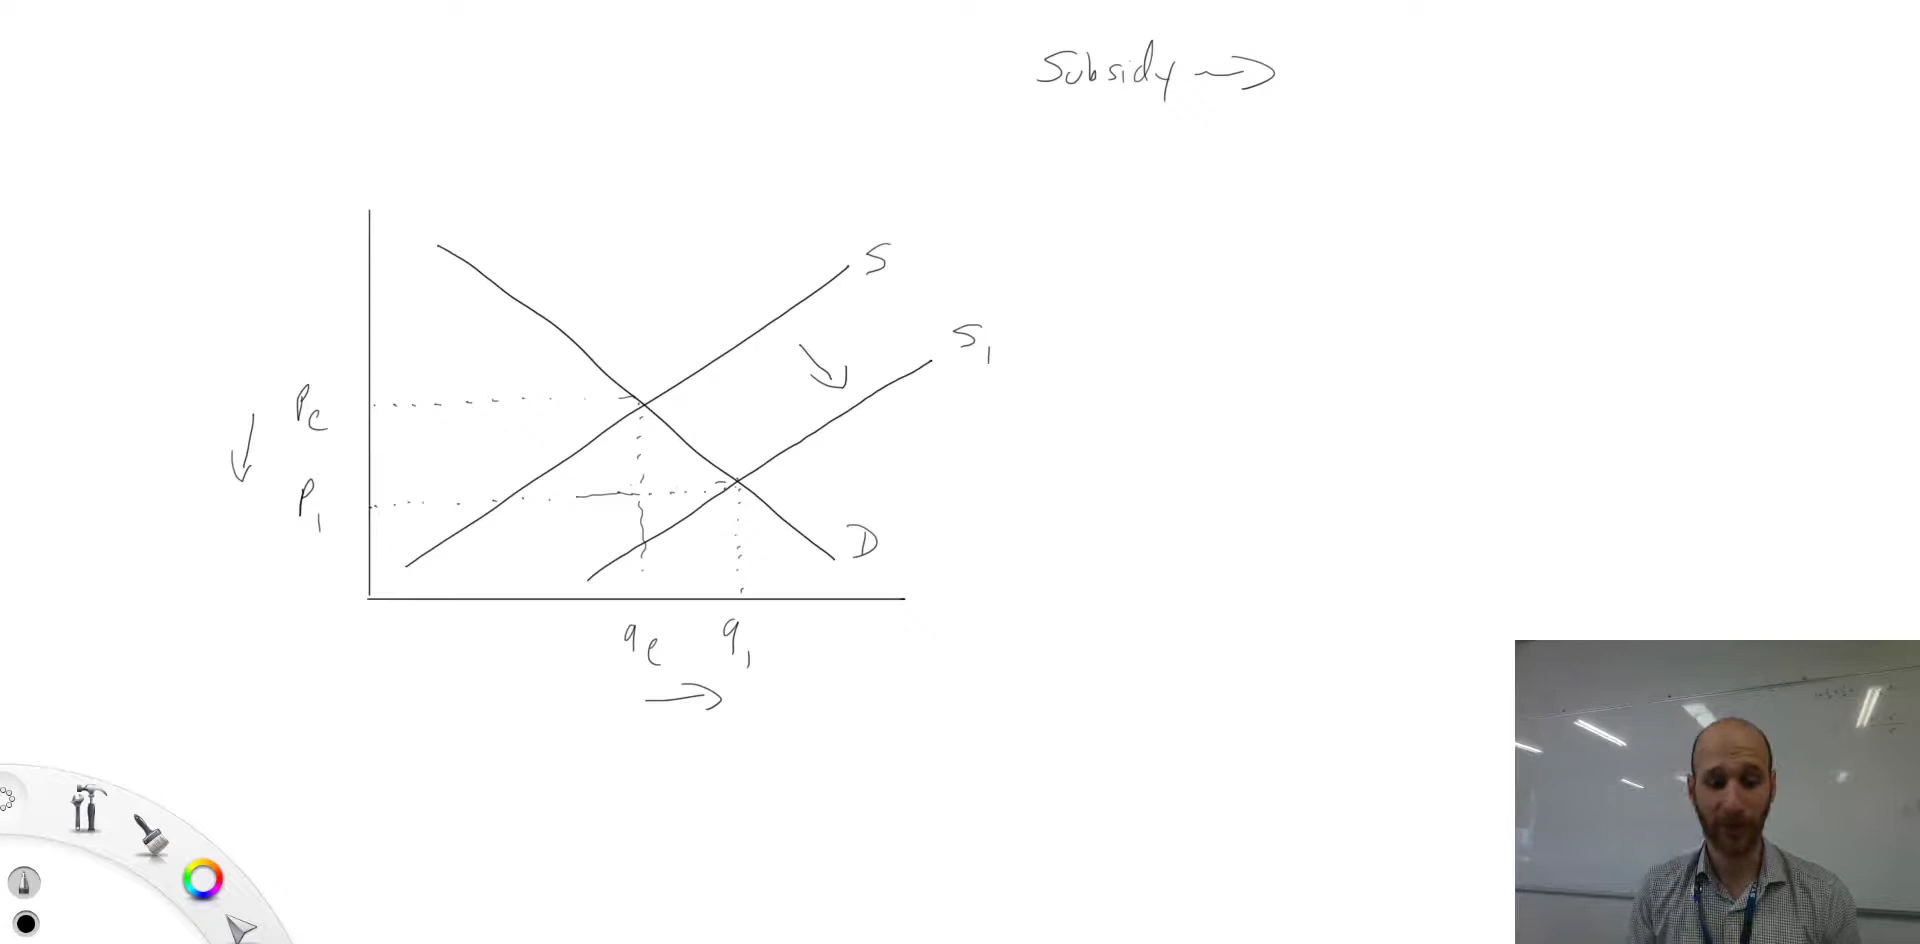 Subsidy →
S
S1
Pe
P1
D
qe q1